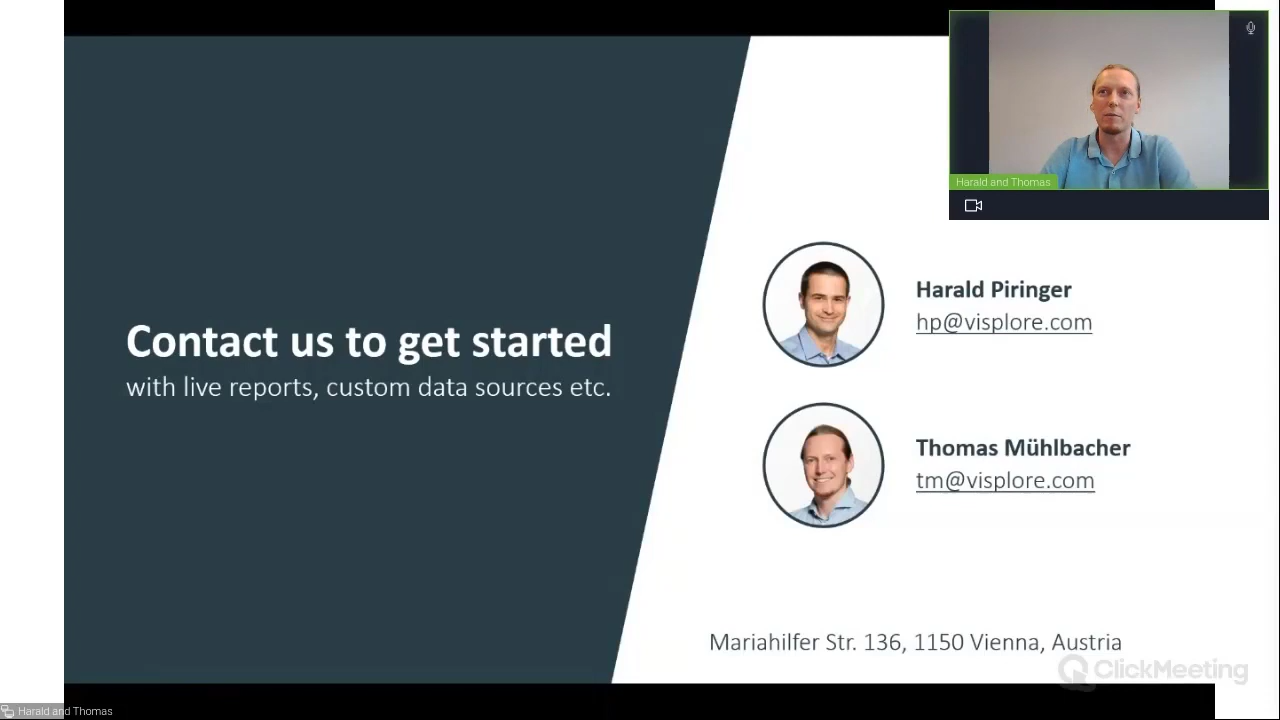 Harald and Thomas
Contact us to get started
with live reports, custom data sources etc.
Harald Piringer
hp@visplore.com
Thomas Mühlbacher
tm@visplore.com
Mariahilfer Str. 136, 1150 Vienna, Austria
ClickMeeting
Harald and Thomas